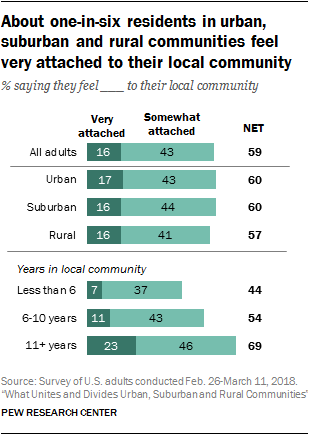 About one-in-six residents in urban,
suburban and rural communities feel
very attached to their local community
% saying they feel ___ to their local community
Very attached Somewhat attached NET
All adults 16 43 59
Urban 17 43 60
Suburban 16 44 60
Rural 16 41 57
Years in local community
Less than 6 7 37 44
6-10 years 11 43 54
11+ years 23 46 69
Source: Survey of U.S. adults conducted Feb. 26-March 11, 2018.
“What Unites and Divides Urban, Suburban and Rural Communities”
PEW RESEARCH CENTER